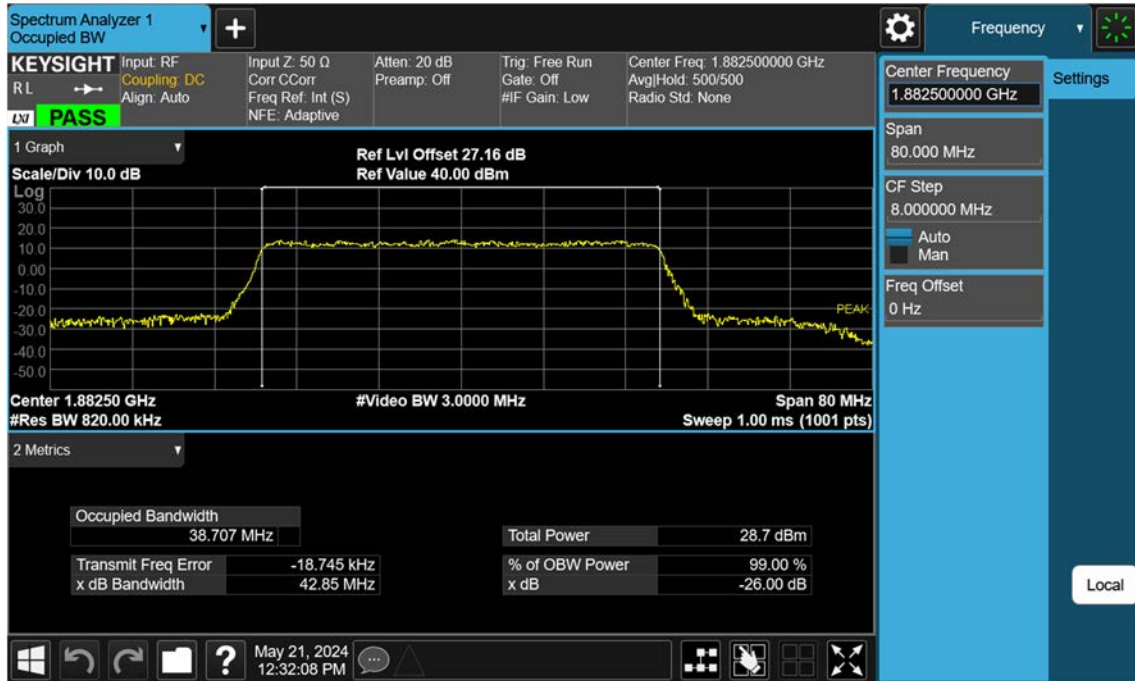 Spectrum Analyzer 1
Occupied BW
+
Frequency
KEYSIGHT
R L
LXI PASS
Input: RF
Coupling: DC
Align: Auto
Input Z: 50 Ω
Corr CCorr
Freq Ref: Int (S)
NFE: Adaptive
Atten: 20 dB
Preamp: Off
Trig: Free Run
Gate: Off
#IF Gain: Low
Center Freq: 1.882500000 GHz
Avg|Hold: 500/500
Radio Std: None
1 Graph
Scale/Div 10.0 dB
Ref Lvl Offset 27.16 dB
Ref Value 40.00 dBm
Log
30.0
20.0
10.0
0.00
-10.0
-20.0
-30.0
-40.0
-50.0
PEAK
Center 1.88250 GHz
#Res BW 820.00 kHz
#Video BW 3.0000 MHz
Span 80 MHz
Sweep 1.00 ms (1001 pts)
2 Metrics
Occupied Bandwidth
38.707 MHz
Transmit Freq Error -18.745 kHz
x dB Bandwidth 42.85 MHz
Total Power 28.7 dBm
% of OBW Power 99.00 %
x dB -26.00 dB
Center Frequency
1.882500000 GHz
Span
80.000 MHz
CF Step
8.000000 MHz
Auto
Man
Freq Offset
0 Hz
Settings
Local
?
May 21, 2024
12:32:08 PM